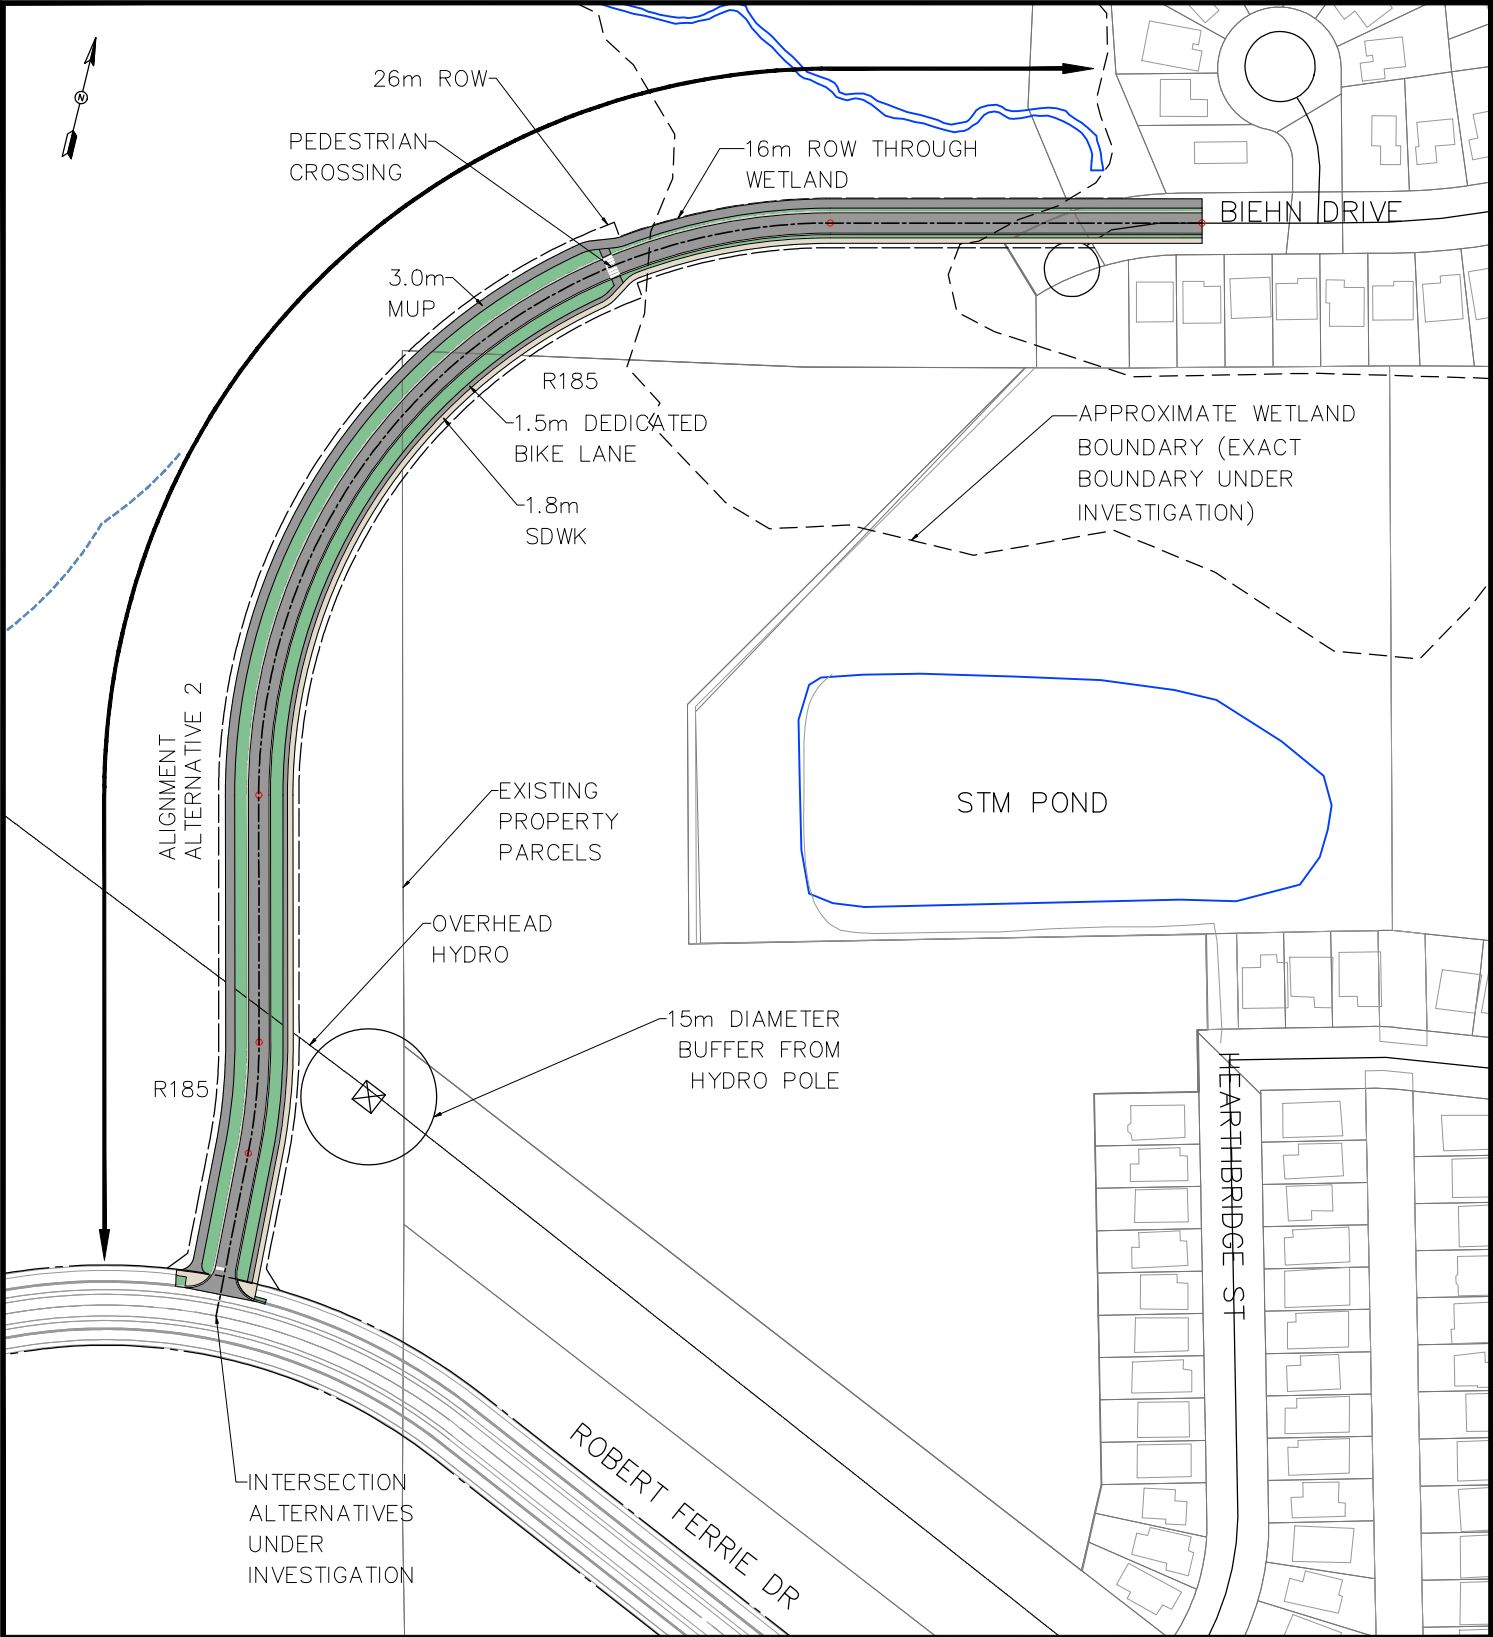 N
26m ROW
PEDESTRIAN
CROSSING
16m ROW THROUGH
WETLAND
BIEHN DRIVE
3.0m
MUP
R185
1.5m DEDICATED
BIKE LANE
1.8m
SDWK
APPROXIMATE WETLAND
BOUNDARY (EXACT
BOUNDARY UNDER
INVESTIGATION)
ALIGNMENT
ALTERNATIVE 2
EXISTING
PROPERTY
PARCELS
STM POND
OVERHEAD
HYDRO
15m DIAMETER
BUFFER FROM
HYDRO POLE
R185
HEARTHBRIDGE ST
ROBERT FERRIE DR
INTERSECTION
ALTERNATIVES
UNDER
INVESTIGATION